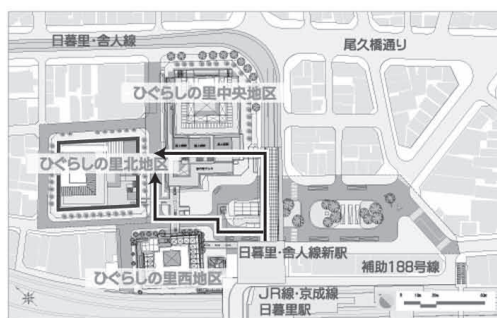 日暮里・舎人線
尾久橋通り
ひぐらしの里中央地区
ひぐらしの里北地区
日暮里・舎人線新駅
補助188号線
ひぐらしの里西地区
JR線・京成線
日暮里駅